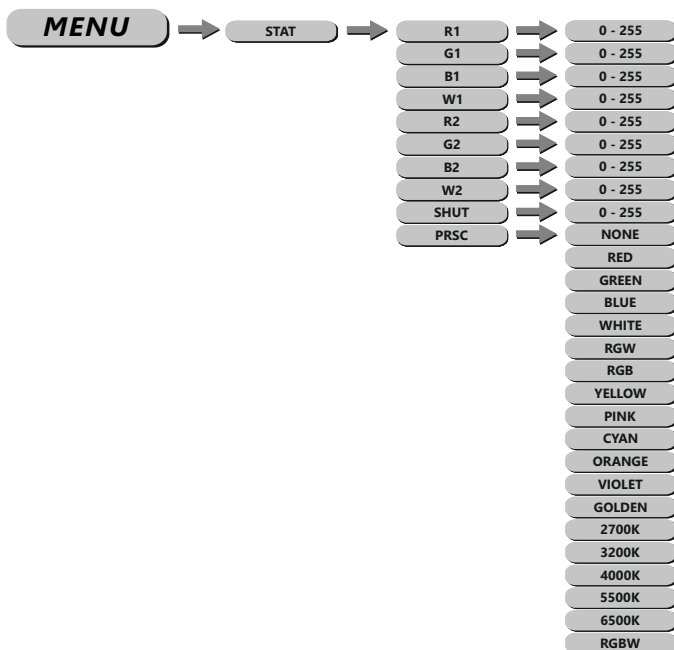 MENU STAT R1 0 - 255
G1 0 - 255
B1 0 - 255
W1 0 - 255
R2 0 - 255
G2 0 - 255
B2 0 - 255
W2 0 - 255
SHUT 0 - 255
PRSC NONE
RED
GREEN
BLUE
WHITE
RGW
RGB
YELLOW
PINK
CYAN
ORANGE
VIOLET
GOLDEN
2700K
3200K
4000K
5500K
6500K
RGBW